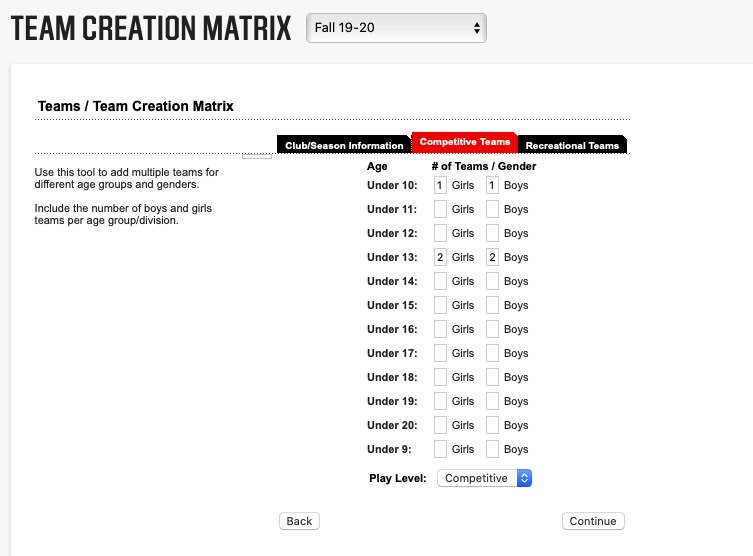 TEAM CREATION MATRIX Fall 19-20
Teams / Team Creation Matrix
Club/Season Information Competitive Teams Recreational Teams
Use this tool to add multiple teams for
different age groups and genders.
Include the number of boys and girls
teams per age group/division.
Age # of Teams / Gender
Under 10: 1 Girls 1 Boys
Under 11: Girls Boys
Under 12: Girls Boys
Under 13: 2 Girls 2 Boys
Under 14: Girls Boys
Under 15: Girls Boys
Under 16: Girls Boys
Under 17: Girls Boys
Under 18: Girls Boys
Under 19: Girls Boys
Under 20: Girls Boys
Under 9: Girls Boys
Play Level: Competitive
Back Continue